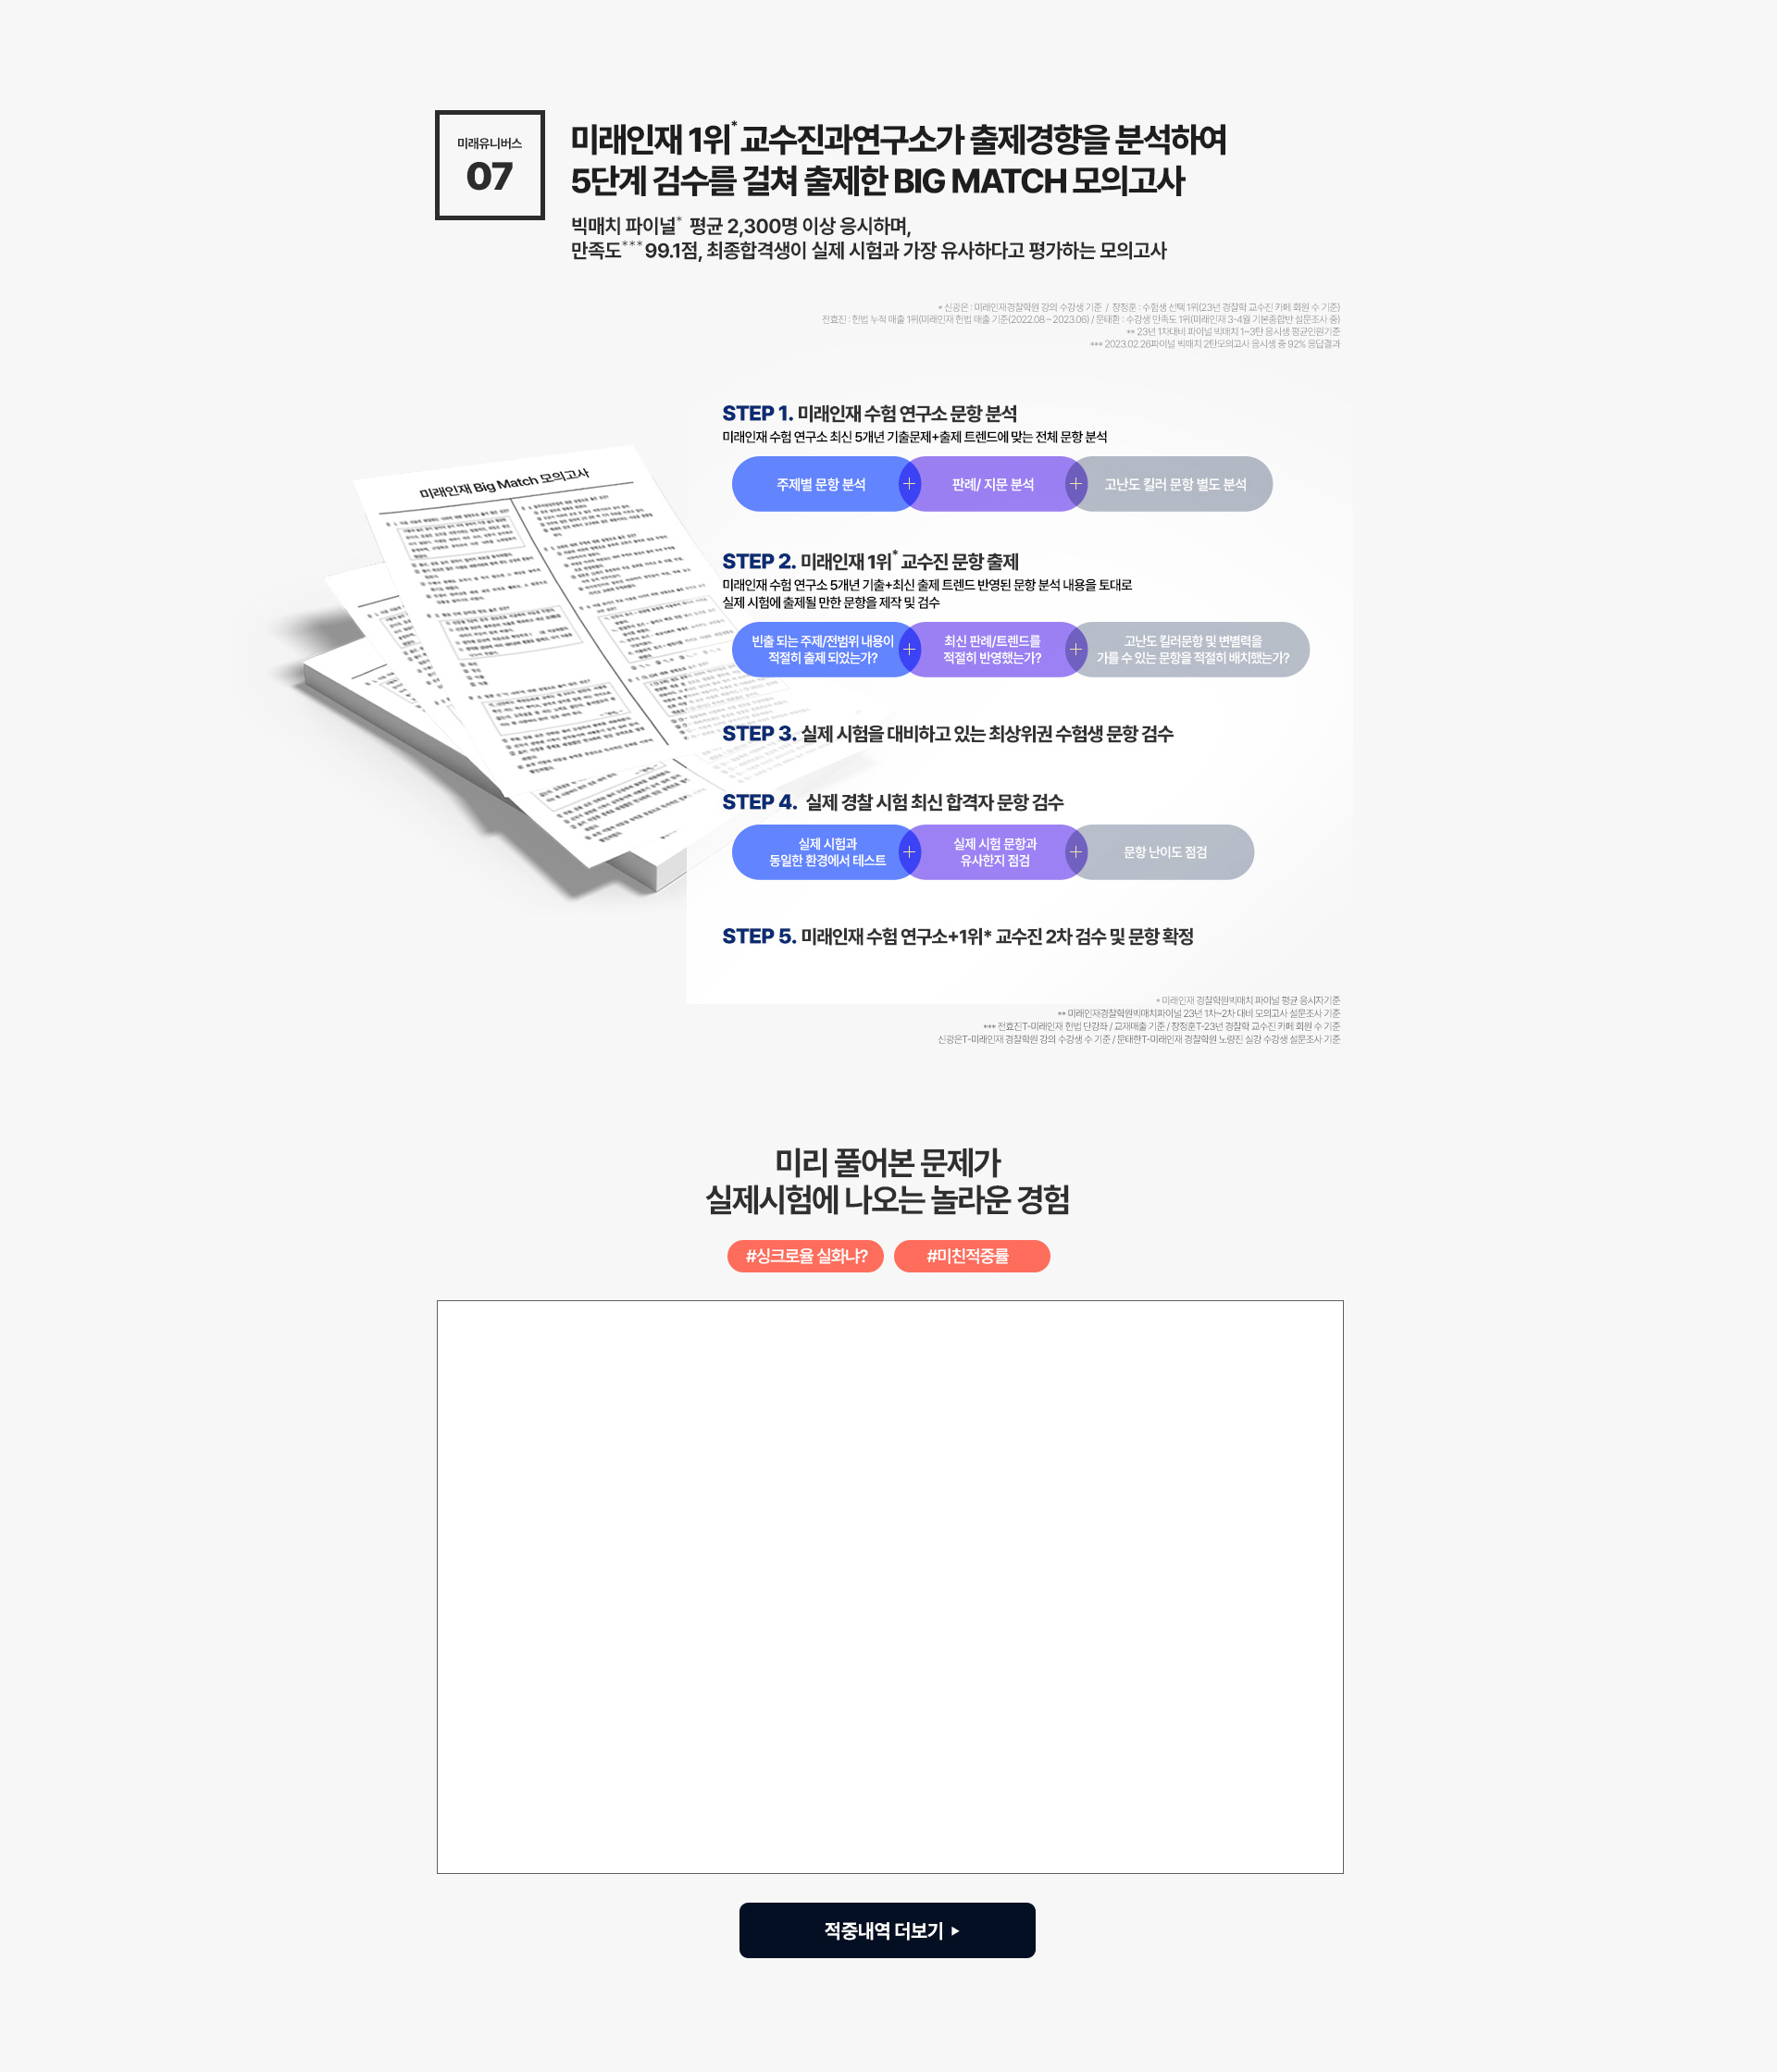 미래유니버스
07
미래인재 1위* 교수진과연구소가 출제경향을 분석하여
5단계 검수를 걸쳐 출제한 BIG MATCH 모의고사
빅매치 파이널* 평균 2,300명 이상 응시하며,
만족도***99.1점, 최종합격생이 실제 시험과 가장 유사하다고 평가하는 모의고사
* 신광은 : 미래인재경찰학원 강의 수강생 기준 / 장정훈 : 수험생 선택 1위(23년 경찰학 교수진 카페 회원 수 기준)
전효진 : 헌법 누적 매출 1위(미래인재 헌법 매출 기준(2022.08 ~ 2023.06) / 문태환 : 수강생 만족도 1위(미래인재 3-4월 기본종합반 설문조사 중)
** 23년 1차대비 파이널 빅매치 1~3탄 응시생 평균인원기준
*** 2023.02.26파이널 빅매치 2탄모의고사 응시생 중 92% 응답결과
미래인재 Big Match 모의고사
STEP 1. 미래인재 수험 연구소 문항 분석
미래인재 수험 연구소 최신 5개년 기출문제+출제 트렌드에 맞는 전체 문항 분석
주제별 문항 분석 + 판례/ 지문 분석 + 고난도 킬러 문항 별도 분석
STEP 2. 미래인재 1위* 교수진 문항 출제
미래인재 수험 연구소 5개년 기출+최신 출제 트렌드 반영된 문항 분석 내용을 토대로
실제 시험에 출제될 만한 문항을 제작 및 검수
빈출 되는 주제/전범위 내용이
적절히 출제 되었는가?
+
최신 판례/트렌드를
적절히 반영했는가?
+
고난도 킬러문항 및 변별력을
가를 수 있는 문항을 적절히 배치했는가?
STEP 3. 실제 시험을 대비하고 있는 최상위권 수험생 문항 검수
STEP 4. 실제 경찰 시험 최신 합격자 문항 검수
실제 시험과
동일한 환경에서 테스트
+
실제 시험 문항과
유사한지 점검
+
문항 난이도 점검
STEP 5. 미래인재 수험 연구소+1위* 교수진 2차 검수 및 문항 확정
* 미래인재 경찰학원빅매치 파이널 평균 응시자기준
** 미래인재경찰학원빅매치파이널 23년 1차~2차 대비 모의고사 설문조사 기준
*** 전효진T-미래인재 헌법 단강좌 / 교재매출 기준 / 장정훈T-23년 경찰학 교수진 카페 회원 수 기준
신광은T-미래인재 경찰학원 강의 수강생 수 기준 / 문태한T-미래인재 경찰학원 노량진 실강 수강생 설문조사 기준
미리 풀어본 문제가
실제시험에 나오는 놀라운 경험
#싱크로율 실화냐? #미친적중률
적중내역 더보기 ▶